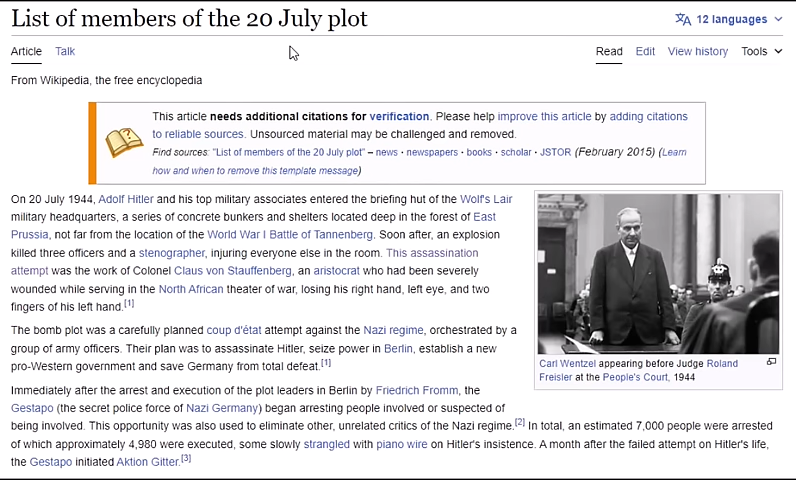 List of members of the 20 July plot
12 languages
Article Talk
Read Edit View history Tools
From Wikipedia, the free encyclopedia
This article needs additional citations for verification. Please help improve this article by adding citations
to reliable sources. Unsourced material may be challenged and removed.
Find sources: "List of members of the 20 July plot" – news · newspapers · books · scholar · JSTOR (February 2015) (Learn
how and when to remove this template message)
On 20 July 1944, Adolf Hitler and his top military associates entered the briefing hut of the Wolf's Lair
military headquarters, a series of concrete bunkers and shelters located deep in the forest of East
Prussia, not far from the location of the World War I Battle of Tannenberg. Soon after, an explosion
killed three officers and a stenographer, injuring everyone else in the room. This assassination
attempt was the work of Colonel Claus von Stauffenberg, an aristocrat who had been severely
wounded while serving in the North African theater of war, losing his right hand, left eye, and two
fingers of his left hand.[1]
The bomb plot was a carefully planned coup d'état attempt against the Nazi regime, orchestrated by a
group of army officers. Their plan was to assassinate Hitler, seize power in Berlin, establish a new
pro-Western government and save Germany from total defeat.[1]
Carl Wentzel appearing before Judge Roland
Freisler at the People's Court, 1944
Immediately after the arrest and execution of the plot leaders in Berlin by Friedrich Fromm, the
Gestapo (the secret police force of Nazi Germany) began arresting people involved or suspected of
being involved. This opportunity was also used to eliminate other, unrelated critics of the Nazi regime.[2] In total, an estimated 7,000 people were arrested
of which approximately 4,980 were executed, some slowly strangled with piano wire on Hitler's insistence. A month after the failed attempt on Hitler's life,
the Gestapo initiated Aktion Gitter.[3]